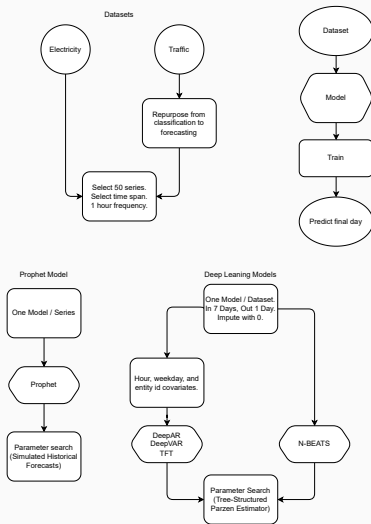 Datasets
Electricity
Traffic
Repurpose from
classification to
forecasting
Select 50 series.
Select time span.
1 hour frequency.
Dataset
Model
Train
Predict final day
Prophet Model
One Model / Series
Prophet
Parameter search
(Simulated Historical
Forecasts)
Deep Leaning Models
One Model / Dataset.
In 7 Days, Out 1 Day.
Impute with 0.
Hour, weekday, and
entity id covariates.
DeepAR
DeepVAR
TFT
N-BEATS
Parameter Search
(Tree-Structured
Parzen Estimator)